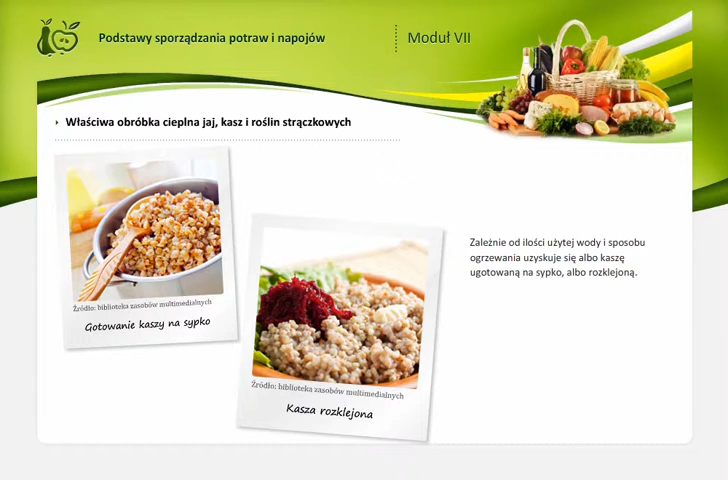 Podstawy sporządzania potraw i napojów
Moduł VII
Właściwa obróbka cieplna jaj, kasz i roślin strączkowych
Źródło: biblioteka zasobów multimedialnych
Gotowanie kaszy na sypko
Źródło: biblioteka zasobów multimedialnych
Kasza rozklejona
Zależnie od ilości użytej wody i sposobu
ogrzewania uzyskuje się albo kaszę
ugotowaną na sypko, albo rozklejoną.